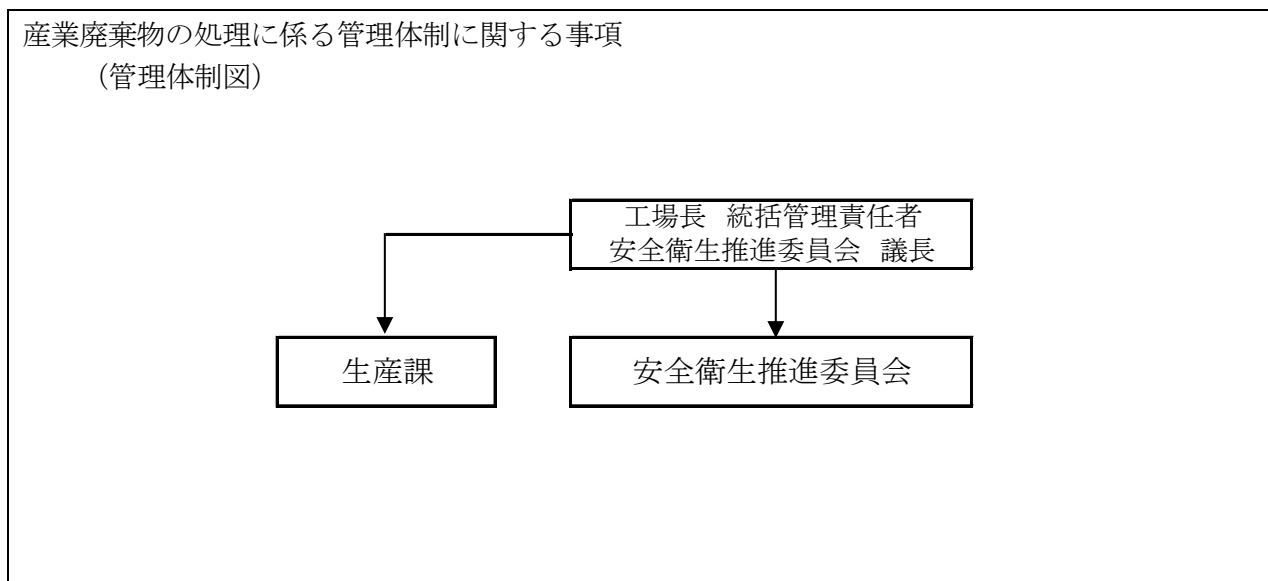 産業廃棄物の処理に係る管理体制に関する事項
（管理体制図）
工場長　統括管理責任者
安全衛生推進委員会　議長
生産課
安全衛生推進委員会